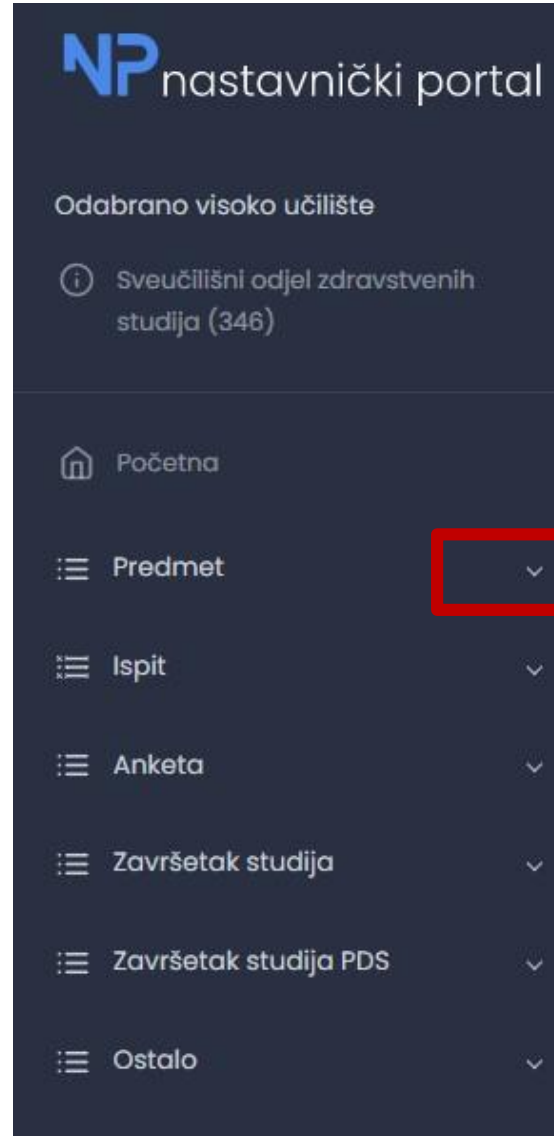 NP nastavnički portal
Odabrano visoko učilište
Sveučilišni odjel zdravstvenih
studija (346)
Početna
Predmet
Ispit
Anketa
Završetak studija
Završetak studija PDS
Ostalo